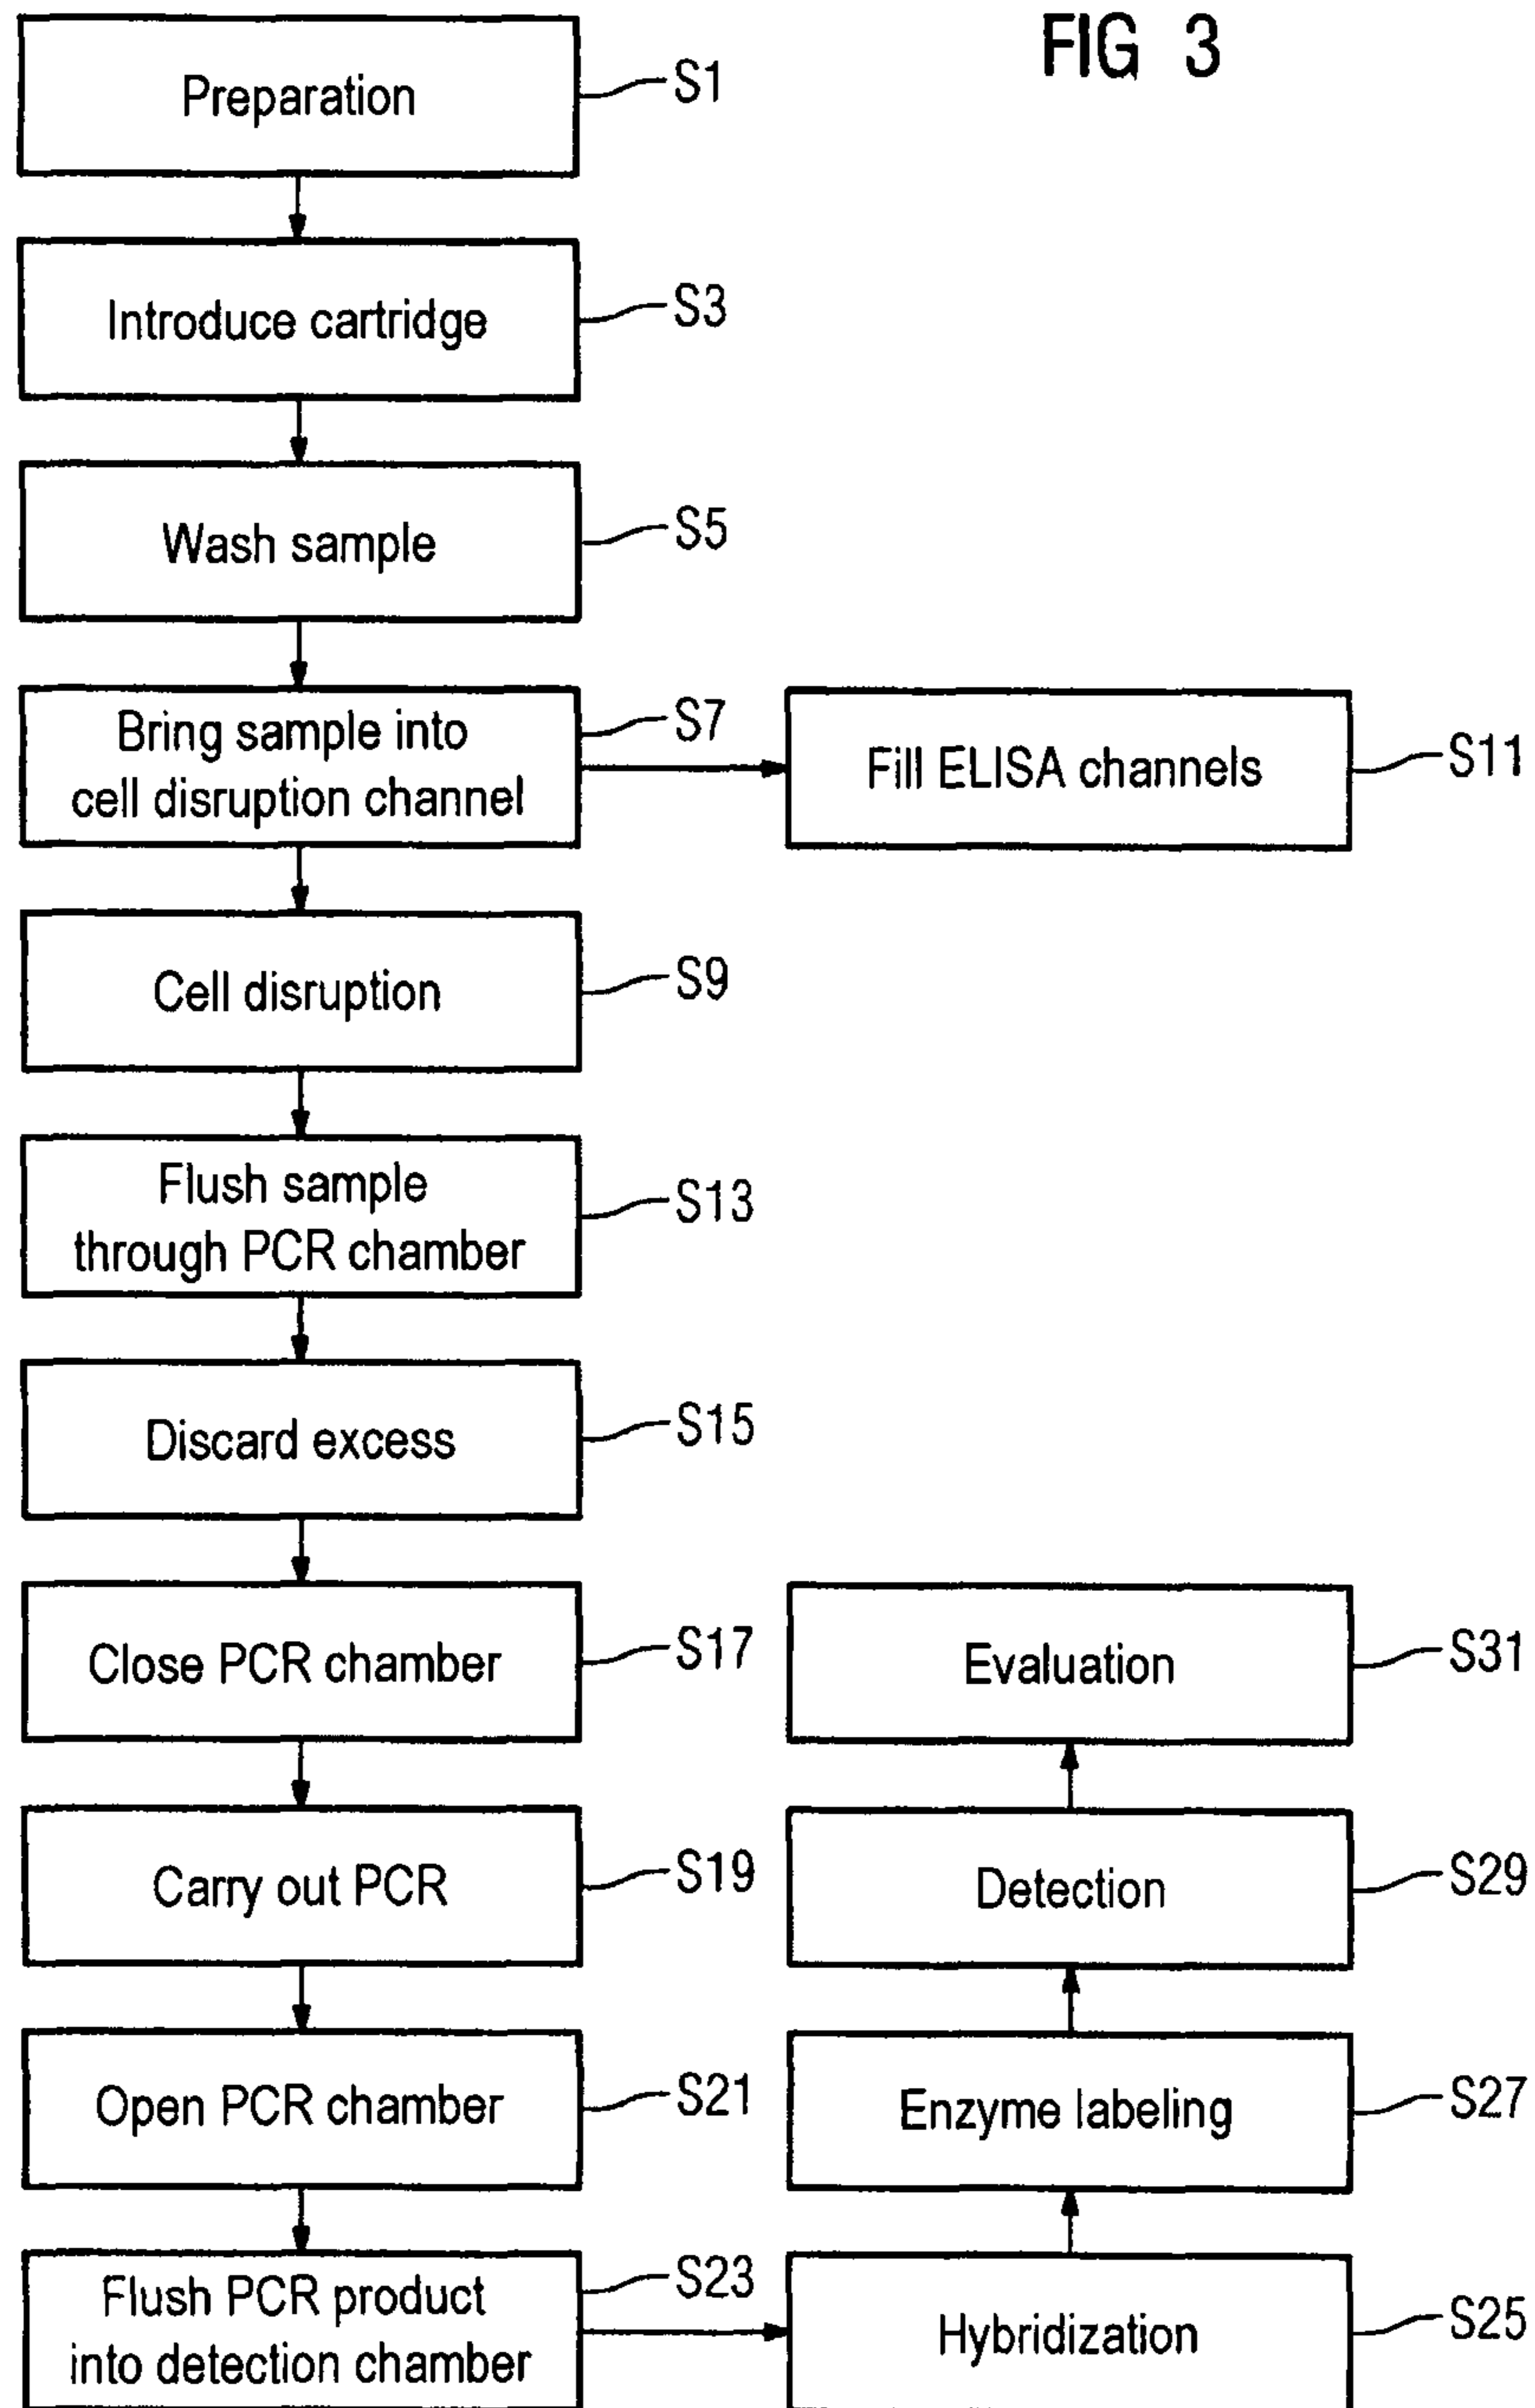 FIG 3
Preparation
S1
Introduce cartridge
S3
Wash sample
S5
Bring sample into
cell disruption channel
S7
Fill ELISA channels
S11
Cell disruption
S9
Flush sample
through PCR chamber
S13
Discard excess
S15
Close PCR chamber
S17
Carry out PCR
S19
Open PCR chamber
S21
Flush PCR product
into detection chamber
S23
Hybridization
S25
Enzyme labeling
S27
Detection
S29
Evaluation
S31